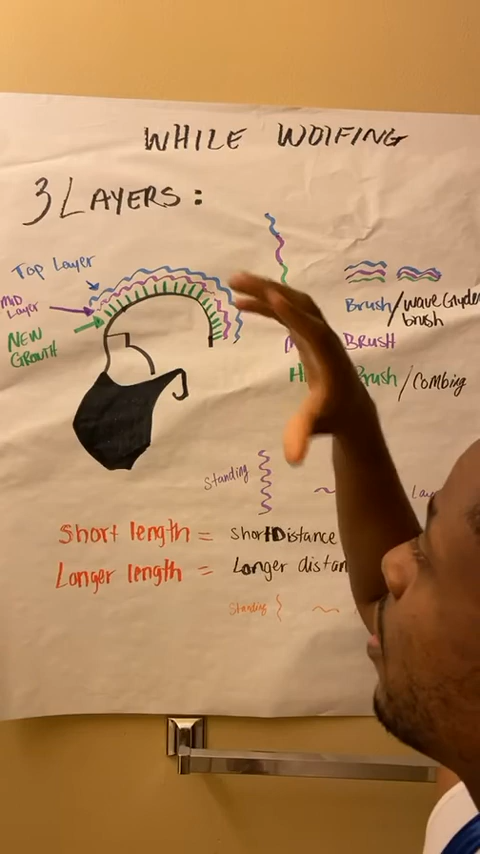 WHILE WOLFING
3 LAYERS:
Top Layer
MID
Layer
NEW
GROWTH
Brush/Wave Glyder
brush
BRUSH
Brush/Combing
Standing
Short length = Short Distance
Longer length = Longer distan
Standing